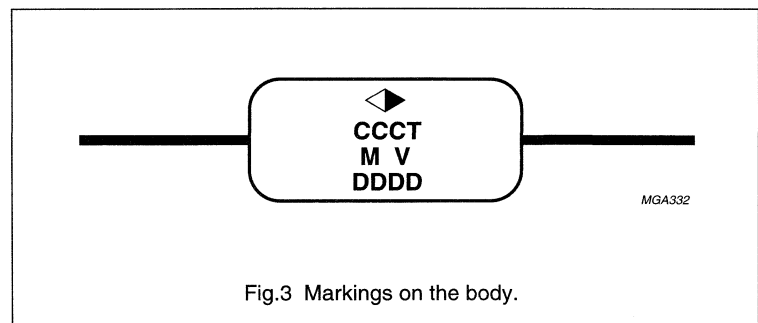 CCCT
M V
DDDD
MGA332
Fig.3 Markings on the body.